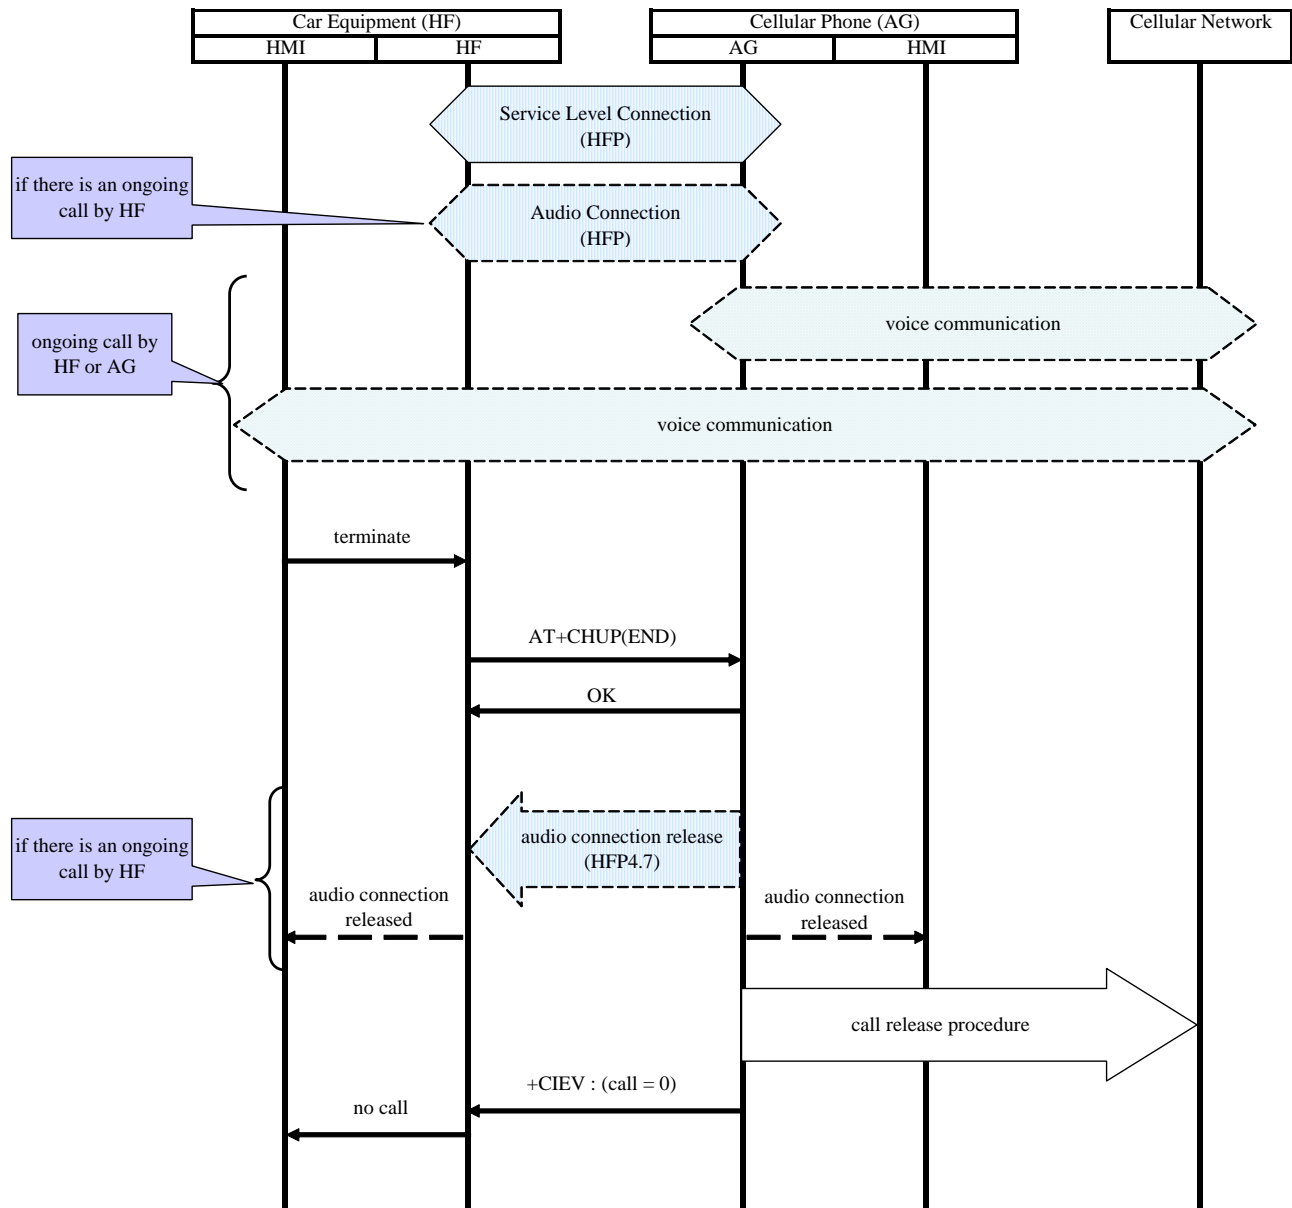 Car Equipment (HF)
Cellular Phone (AG)
Cellular Network
HMI
HF
AG
HMI
Service Level Connection
(HFP)
if there is an ongoing
call by HF
Audio Connection
(HFP)
voice communication
ongoing call by
HF or AG
voice communication
terminate
AT+CHUP(END)
OK
if there is an ongoing
call by HF
audio connection release
(HFP4.7)
audio connection
released
audio connection
released
call release procedure
+CIEV : (call = 0)
no call